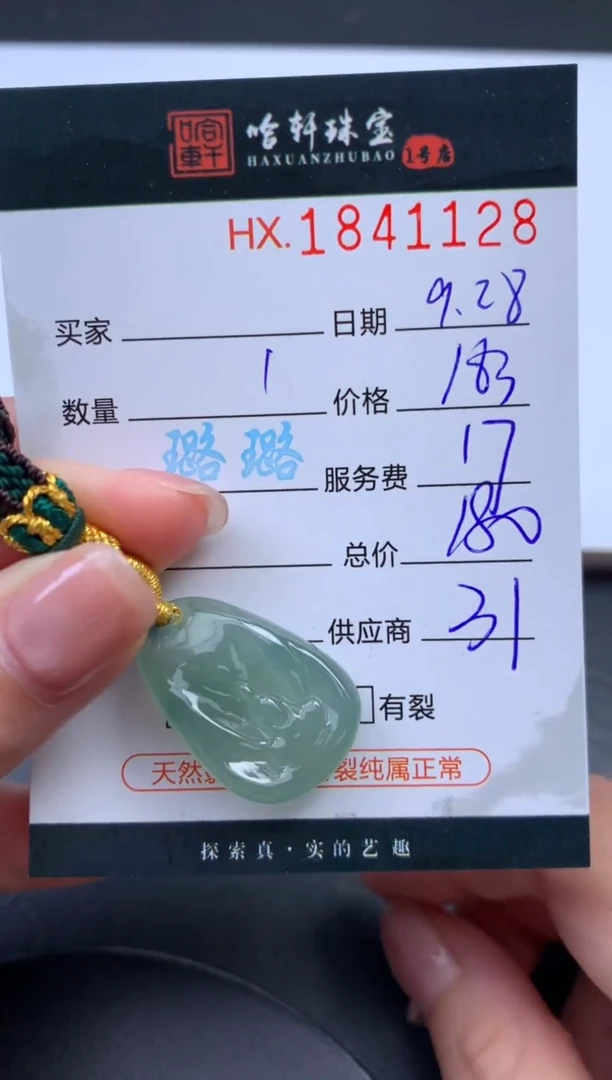 哈軒
哈轩珠宝
HAXUANZHUBAO 1号店
HX.1841128
买家 日期 9.28
数量 1 价格 183
璐璐 服务费 17
总价
供应商 31
有裂
天然 裂纯属正常
探索真·实的艺趣